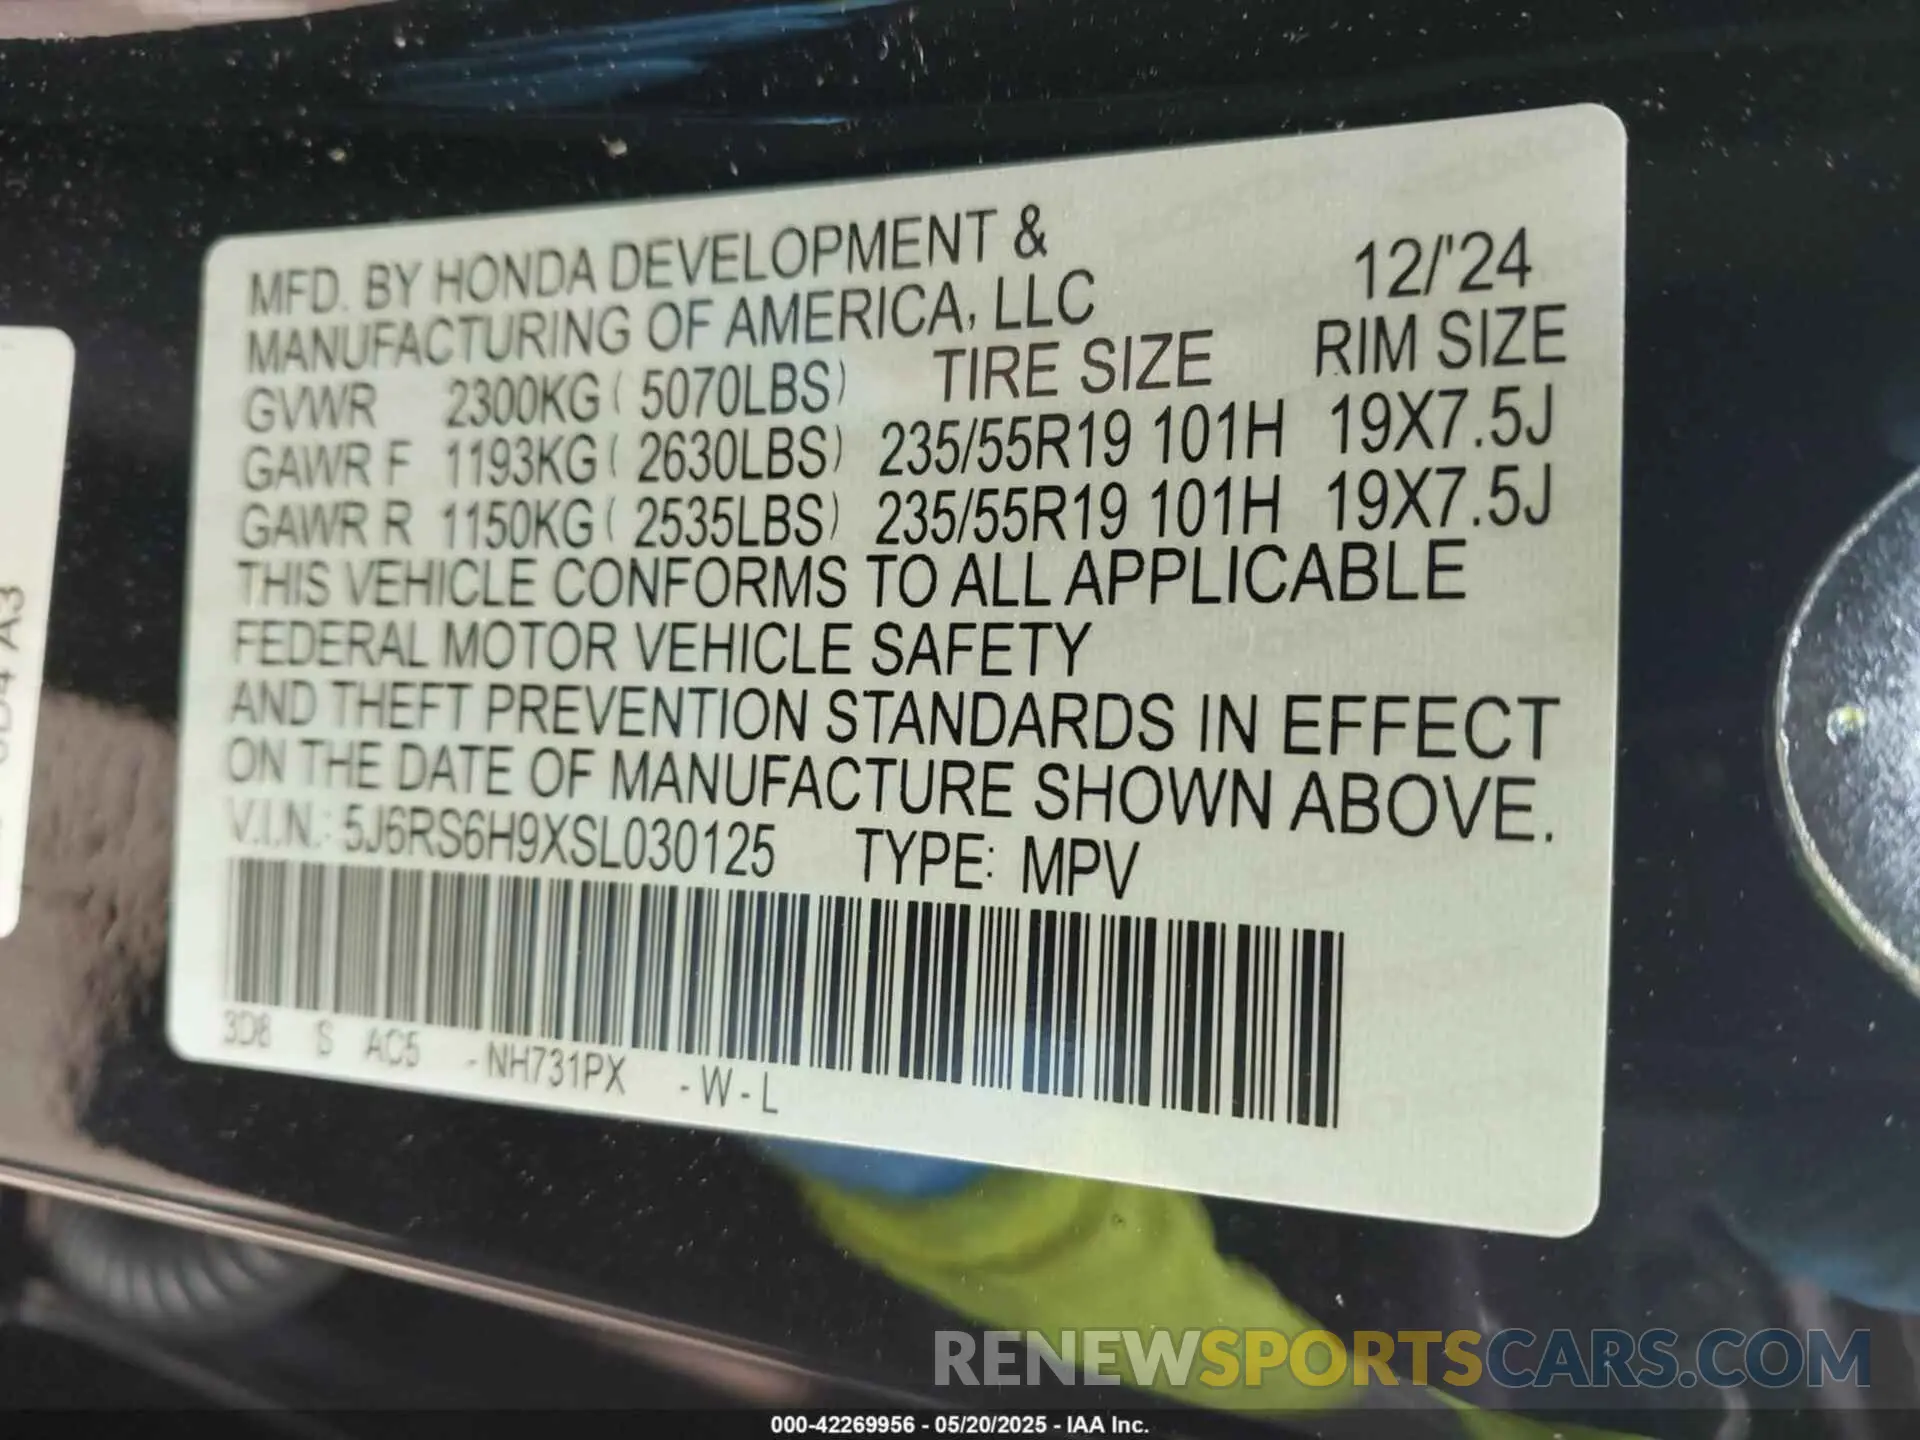 MFD. BY HONDA DEVELOPMENT &
MANUFACTURING OF AMERICA, LLC 12/'24
TIRE SIZE RIM SIZE
GVWR 2300KG ( 5070LBS)
GAWR F 1193KG ( 2630LBS) 235/55R19 101H 19X7.5J
GAWR R 1150KG ( 2535LBS) 235/55R19 101H 19X7.5J
THIS VEHICLE CONFORMS TO ALL APPLICABLE
FEDERAL MOTOR VEHICLE SAFETY
AND THEFT PREVENTION STANDARDS IN EFFECT
ON THE DATE OF MANUFACTURE SHOWN ABOVE.
V.I.N.: 5J6RS6H9XSL030125 TYPE: MPV
3D8 S AC5 -NH731PX -W-L
A3
RENEWSPORTSCARS.COM
000-42269956 - 05/20/2025 - IAA Inc.